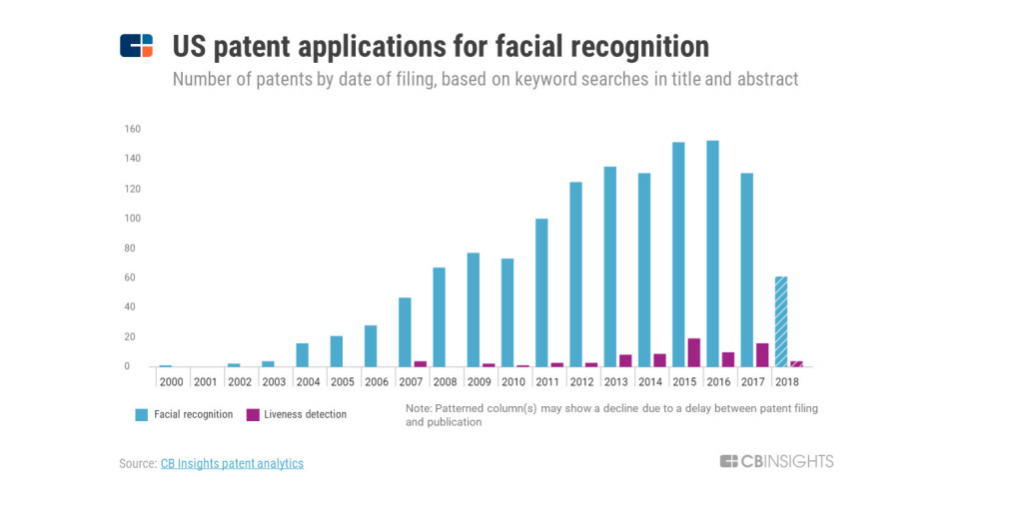 US patent applications for facial recognition
Number of patents by date of filing, based on keyword searches in title and abstract
160
140
120
100
80
60
40
20
0
2000 2001 2002 2003 2004 2005 2006 2007 2008 2009 2010 2011 2012 2013 2014 2015 2016 2017 2018
Facial recognition Liveness detection
Note: Patterned column(s) may show a decline due to a delay between patent filing
and publication
Source: CB Insights patent analytics
CBINSIGHTS